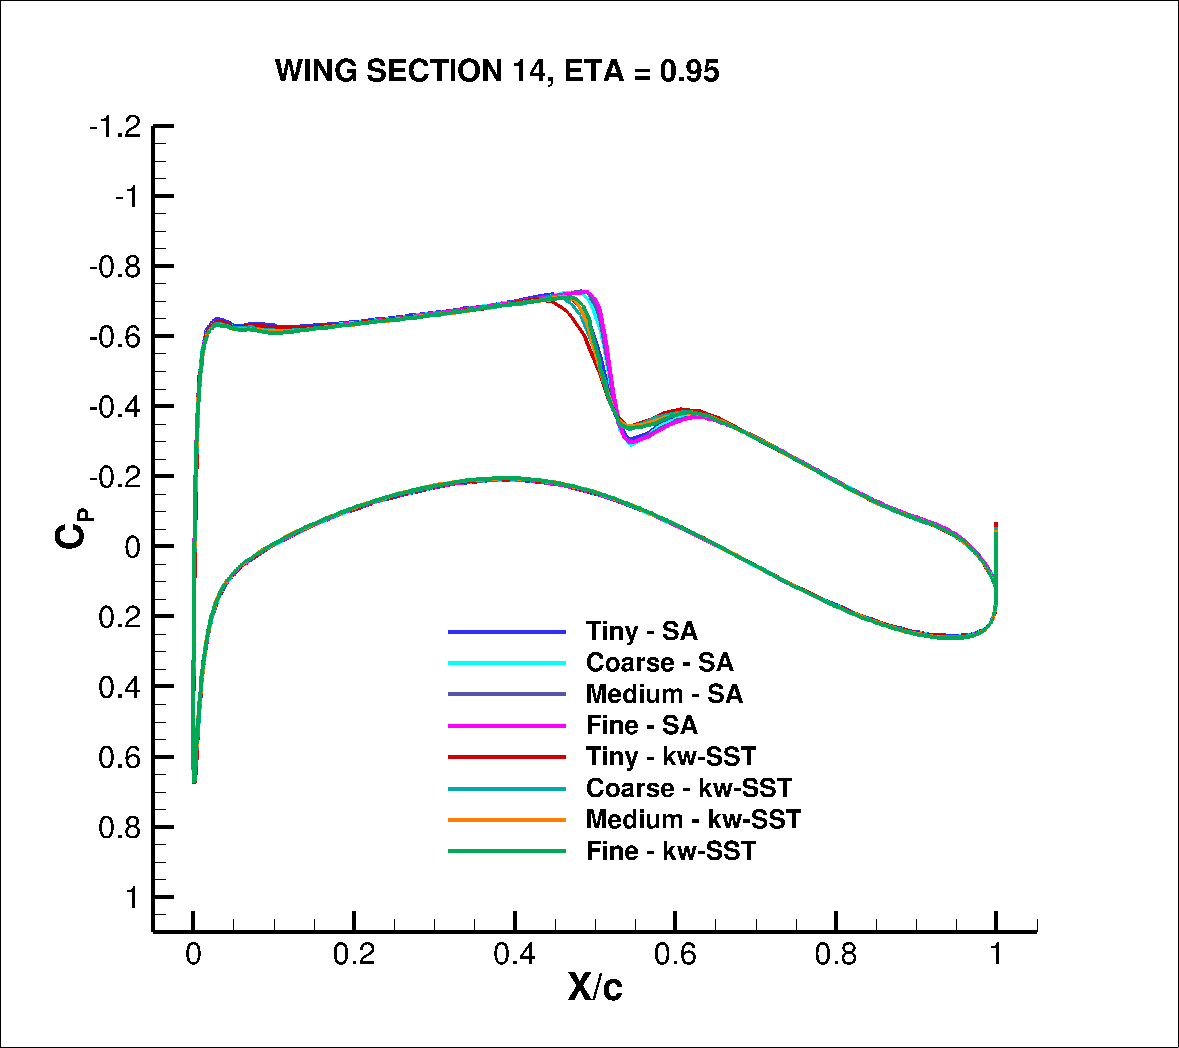 WING SECTION 14, ETA = 0.95
-1.2
-1
-0.8
-0.6
-0.4
-0.2
0
0.2
0.4
0.6
0.8
1
CP
Tiny - SA
Coarse - SA
Medium - SA
Fine - SA
Tiny - kw-SST
Coarse - kw-SST
Medium - kw-SST
Fine - kw-SST
0 0.2 0.4 0.6 0.8 1
X/c